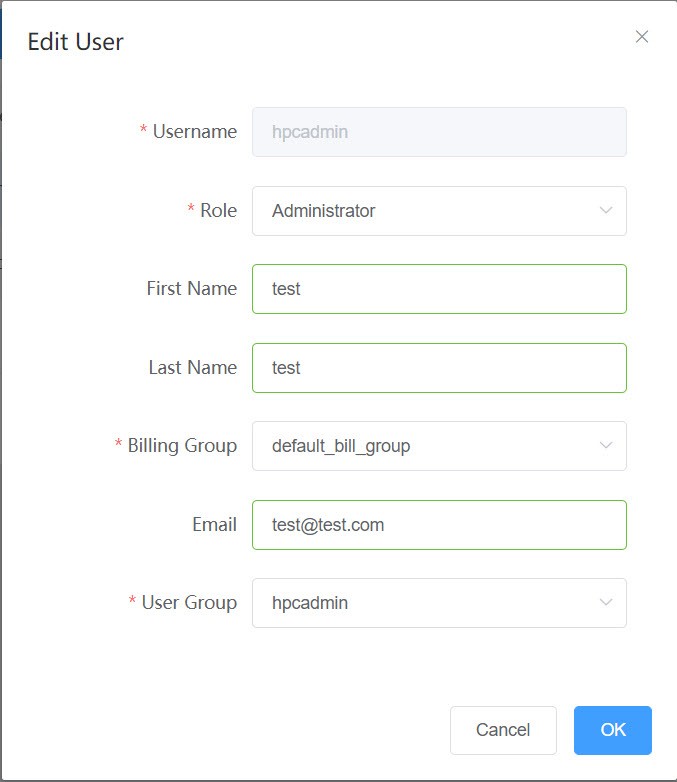 Edit User
* Username hpcadmin
* Role Administrator
First Name test
Last Name test
* Billing Group default_bill_group
Email test@test.com
* User Group hpcadmin
Cancel OK